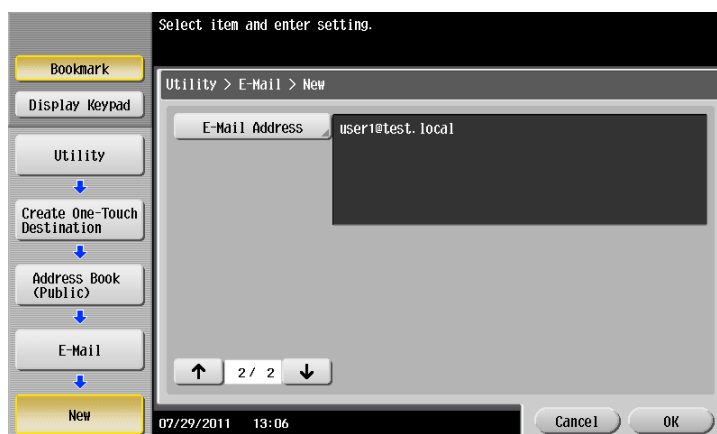 Select item and enter setting.
Bookmark
Display Keypad
Utility
Create One-Touch
Destination
Address Book
(Public)
E-Mail
New
Utility > E-Mail > New
E-Mail Address
user1@test.local
2/ 2
07/29/2011 13:06
Cancel
OK